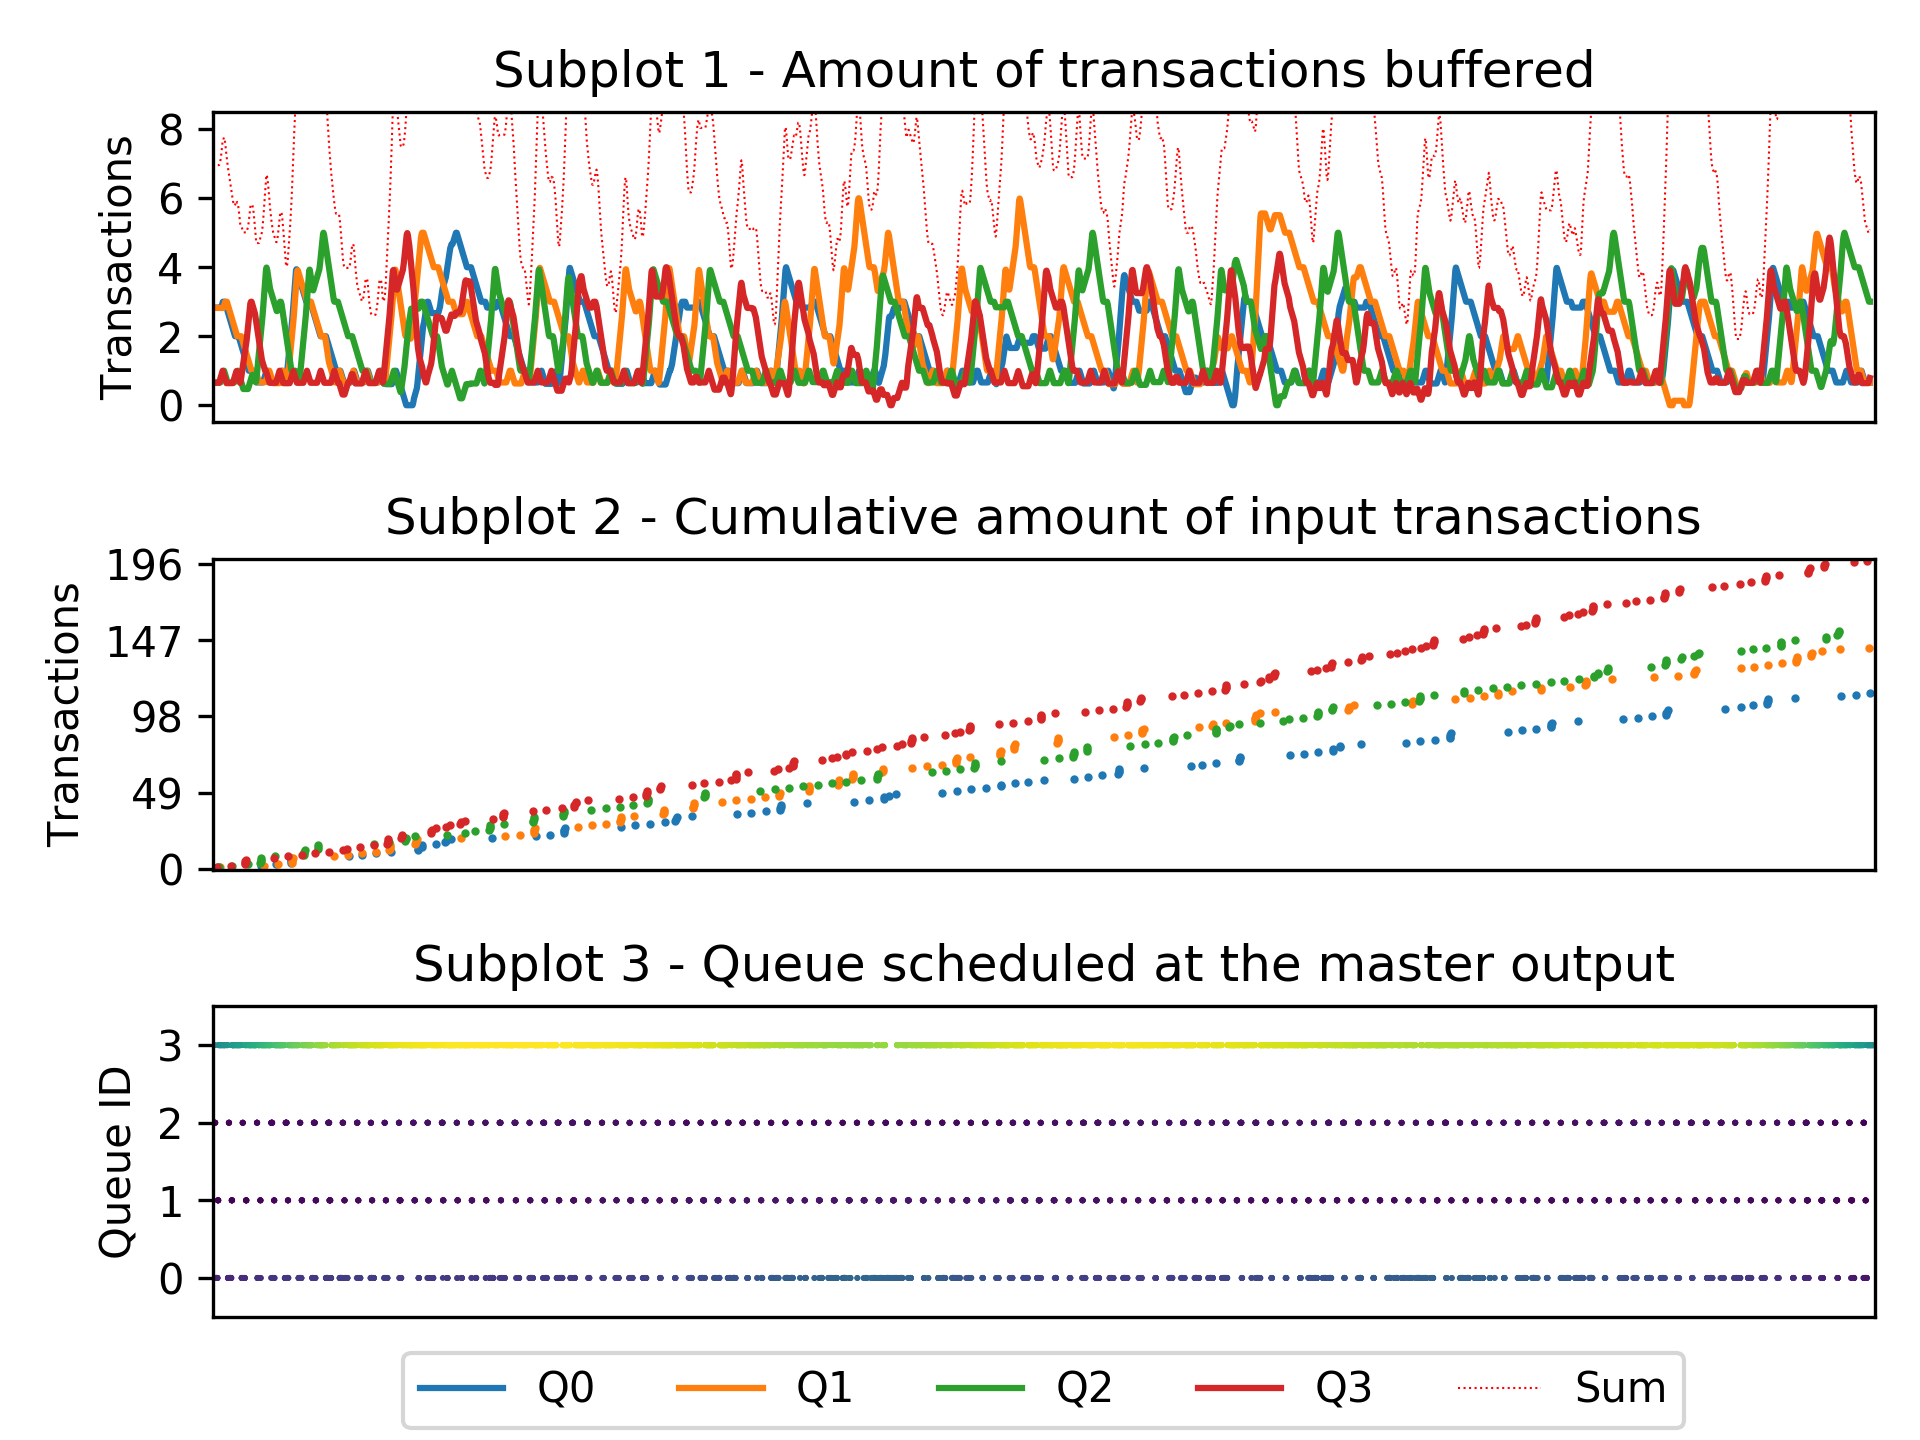 Subplot 1 - Amount of transactions buffered
Transactions
8
6
4
2
0
Subplot 2 - Cumulative amount of input transactions
Transactions
196
147
98
49
0
Subplot 3 - Queue scheduled at the master output
Queue ID
3
2
1
0
Q0 Q1 Q2 Q3 Sum